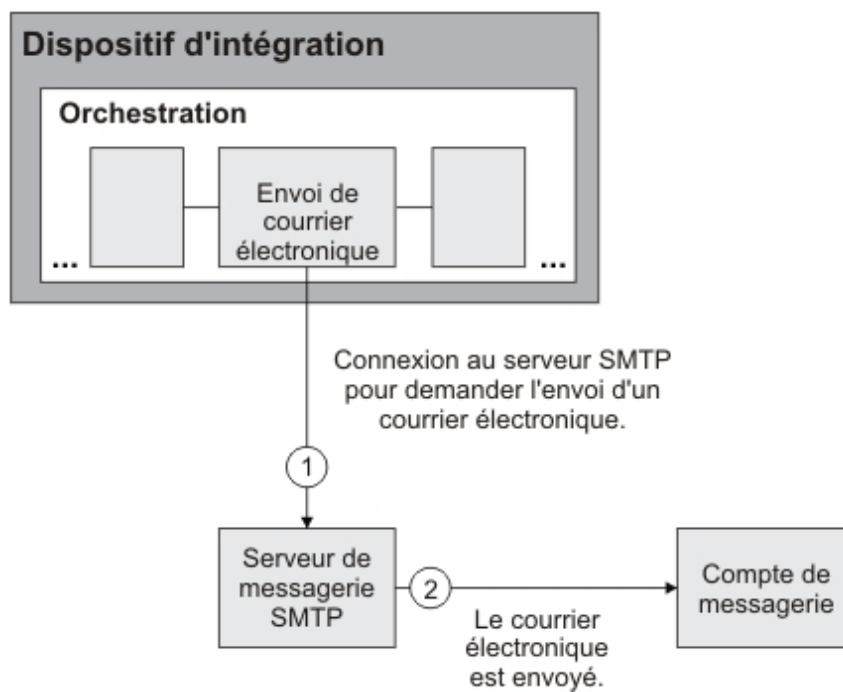 Dispositif d'intégration
Orchestration
...
Envoi de
courrier
électronique
...
Connexion au serveur SMTP
pour demander l'envoi d'un
courrier électronique.
1
Serveur de
messagerie
SMTP
2
Le courrier
électronique
est envoyé.
Compte de
messagerie